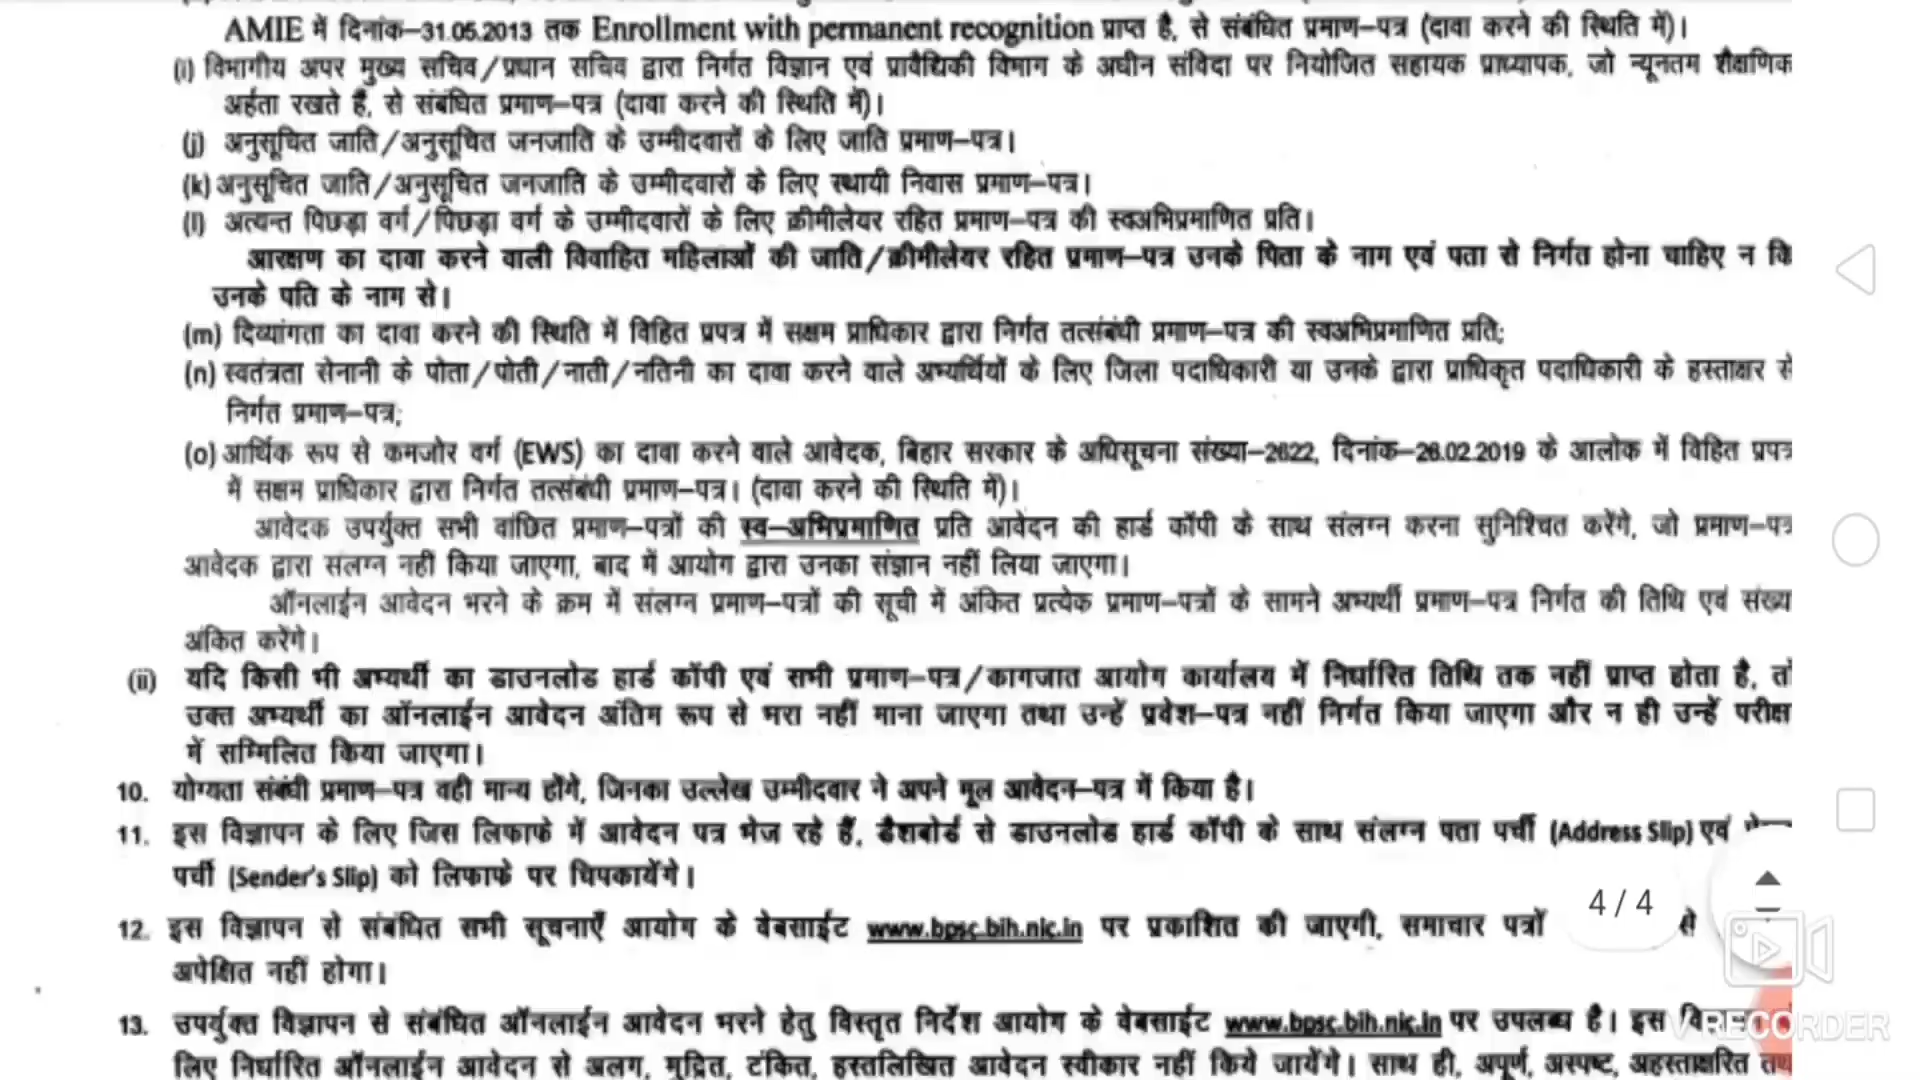 AMIE में दिनांक–31.05.2013 तक Enrollment with permanent recognition प्राप्त है, से संबंधित प्रमाण–पत्र (दावा करने की स्थिति में)।
(i) विभागीय अपर मुख्य सचिव/प्रधान सचिव द्वारा निर्गत विज्ञान एवं प्रावैधिकी विभाग के अधीन संविदा पर नियोजित सहायक प्राध्यापक, जो न्यूनतम शैक्षणिक
अर्हता रखते हैं, से संबंधित प्रमाण–पत्र (दावा करने की स्थिति में)।
(j) अनुसूचित जाति/अनुसूचित जनजाति के उम्मीदवारों के लिए जाति प्रमाण–पत्र।
(k) अनुसूचित जाति/अनुसूचित जनजाति के उम्मीदवारों के लिए स्थायी निवास प्रमाण–पत्र।
(l) अत्यन्त पिछड़ा वर्ग/पिछड़ा वर्ग के उम्मीदवारों के लिए क्रीमीलेयर रहित प्रमाण–पत्र की स्वअभिप्रमाणित प्रति।
आरक्षण का दावा करने वाली विवाहित महिलाओं की जाति/क्रीमीलेयर रहित प्रमाण–पत्र उनके पिता के नाम एवं पता से निर्गत होना चाहिए न कि
उनके पति के नाम से।
(m) दिव्यांगता का दावा करने की स्थिति में विहित प्रपत्र में सक्षम प्राधिकार द्वारा निर्गत तत्संबंधी प्रमाण–पत्र की स्वअभिप्रमाणित प्रति;
(n) स्वतंत्रता सेनानी के पोता/पोती/नाती/नतिनी का दावा करने वाले अभ्यर्थियों के लिए जिला पदाधिकारी या उनके द्वारा प्राधिकृत पदाधिकारी के हस्ताक्षर से
निर्गत प्रमाण–पत्र;
(o) आर्थिक रूप से कमजोर वर्ग (EWS) का दावा करने वाले आवेदक, बिहार सरकार के अधिसूचना संख्या–2622, दिनांक–26.02.2019 के आलोक में विहित प्रपत्र
में सक्षम प्राधिकार द्वारा निर्गत तत्संबंधी प्रमाण–पत्र। (दावा करने की स्थिति में)।
आवेदक उपर्युक्त सभी वांछित प्रमाण–पत्रों की स्व–अभिप्रमाणित प्रति आवेदन की हार्ड कॉपी के साथ संलग्न करना सुनिश्चित करेंगे, जो प्रमाण–पत्र
आवेदक द्वारा संलग्न नहीं किया जाएगा, बाद में आयोग द्वारा उनका संज्ञान नहीं लिया जाएगा।
ऑनलाईन आवेदन भरने के क्रम में संलग्न प्रमाण–पत्रों की सूची में अंकित प्रत्येक प्रमाण–पत्रों के सामने अभ्यर्थी प्रमाण–पत्र निर्गत की तिथि एवं संख्या
अंकित करेंगे।
(ii) यदि किसी भी अभ्यर्थी का डाउनलोड हार्ड कॉपी एवं सभी प्रमाण–पत्र/कागजात आयोग कार्यालय में निर्धारित तिथि तक नहीं प्राप्त होता है, तो
उक्त अभ्यर्थी का ऑनलाईन आवेदन अंतिम रूप से भरा नहीं माना जाएगा तथा उन्हें प्रवेश–पत्र नहीं निर्गत किया जाएगा और न ही उन्हें परीक्षा
में सम्मिलित किया जाएगा।
10. योग्यता संबंधी प्रमाण–पत्र वही मान्य होंगे, जिनका उल्लेख उम्मीदवार ने अपने मूल आवेदन–पत्र में किया है।
11. इस विज्ञापन के लिए जिस लिफाफे में आवेदन पत्र भेज रहे हैं, डैशबोर्ड से डाउनलोड हार्ड कॉपी के साथ संलग्न पता पर्ची (Address Slip) एवं
पर्ची (Sender's Slip) को लिफाफे पर चिपकायेंगे।
4 / 4
12. इस विज्ञापन से संबंधित सभी सूचनाएँ आयोग के वेबसाईट www.bpsc.bih.nic.in पर प्रकाशित की जाएगी, समाचार पत्रों से
अपेक्षित नहीं होगा।
13. उपर्युक्त विज्ञापन से संबंधित ऑनलाईन आवेदन भरने हेतु विस्तृत निर्देश आयोग के वेबसाईट www.bpsc.bih.nic.in पर उपलब्ध है। इस
V RECORDER
लिए निर्धारित ऑनलाईन आवेदन से अलग, मुद्रित, टंकित, हस्तलिखित आवेदन स्वीकार नहीं किये जायेंगे। साथ ही, अपूर्ण, अस्पष्ट, अहस्ताक्षरित